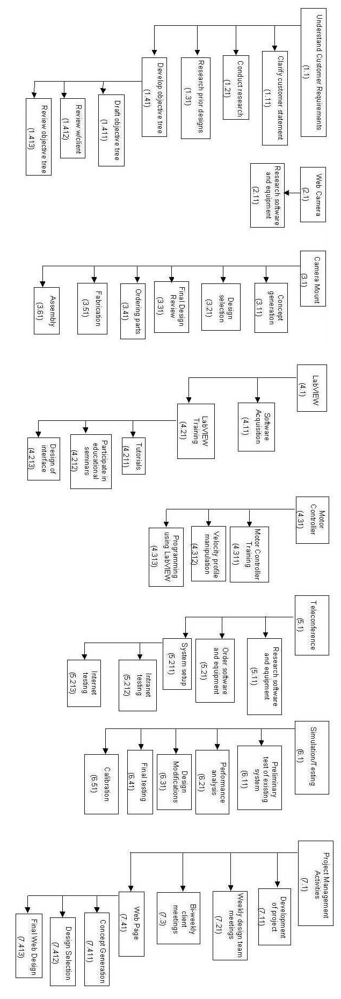 Understand Customer Requirements
(1.1)
Clarify customer statement
(1.11)
Conduct research
(1.21)
Research prior designs
(1.31)
Develop objective tree
(1.41)
Draft objective tree
(1.411)
Review w/client
(1.412)
Review objective tree
(1.413)
Web Camera
(2.1)
Research software
and equipment
(2.11)
Camera Mount
(3.1)
Concept
generation
(3.11)
Design
selection
(3.21)
Final Design
Review
(3.31)
Ordering parts
(3.41)
Fabrication
(3.51)
Assembly
(3.61)
LabVIEW
(4.1)
Software
Acquisition
(4.11)
LabVIEW
Training
(4.21)
Tutorials
(4.211)
Participate in
educational
seminars
(4.212)
Design of
interface
(4.213)
Motor
Controller
(4.31)
Motor Controller
Training
(4.311)
Velocity profile
manipulation
(4.312)
Programming
using LabVIEW
(4.313)
Teleconference
(5.1)
Research software
and equipment
(5.11)
Order software
and equipment
(5.21)
System setup
(5.211)
Intranet
testing
(5.212)
Internet
testing
(5.213)
Simulation/Testing
(6.1)
Preliminary
test of existing
system
(6.11)
Performance
analysis
(6.21)
Design
Modifications
(6.31)
Final testing
(6.41)
Calibration
(6.51)
Project Management
Activities
(7.1)
Development
of project
(7.11)
Weekly design team
meetings
(7.21)
Bi-weekly
client
meetings
(7.3)
Web Page
(7.41)
Concept Generation
(7.411)
Design Selection
(7.412)
Final Web Design
(7.413)